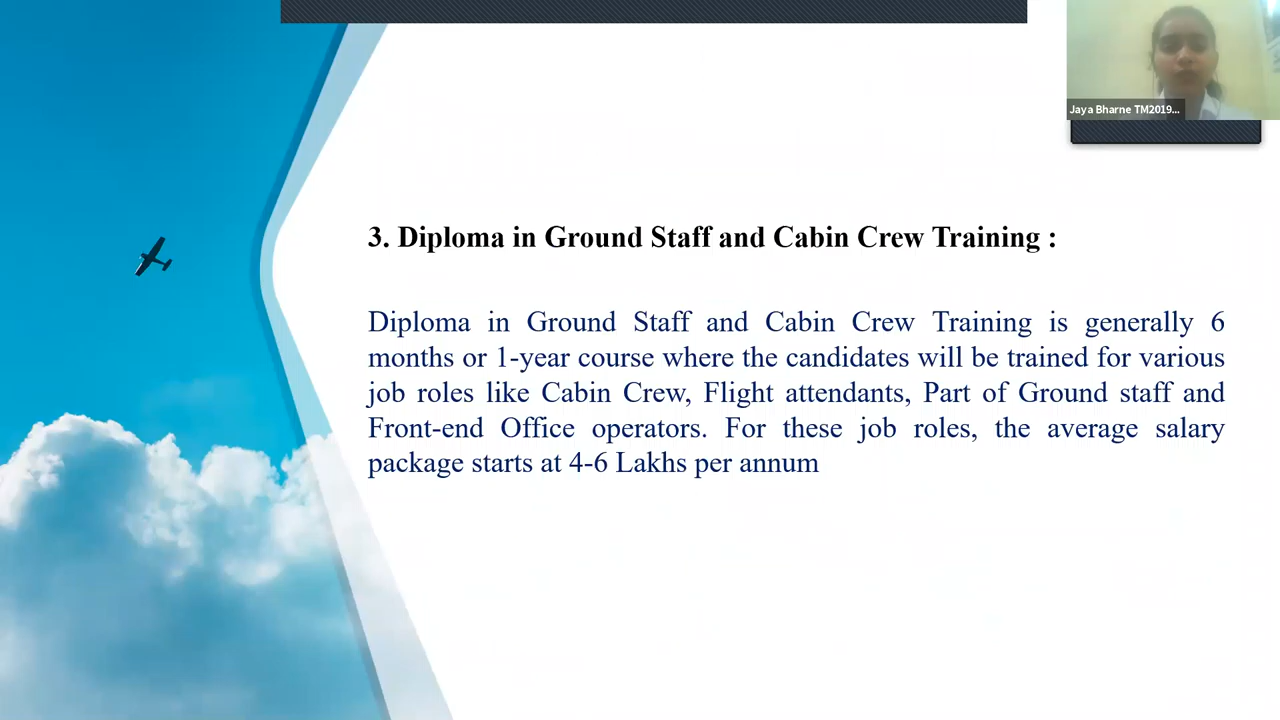 Jaya Bharne TM2019...
3. Diploma in Ground Staff and Cabin Crew Training :
Diploma in Ground Staff and Cabin Crew Training is generally 6
months or 1-year course where the candidates will be trained for various
job roles like Cabin Crew, Flight attendants, Part of Ground staff and
Front-end Office operators. For these job roles, the average salary
package starts at 4-6 Lakhs per annum